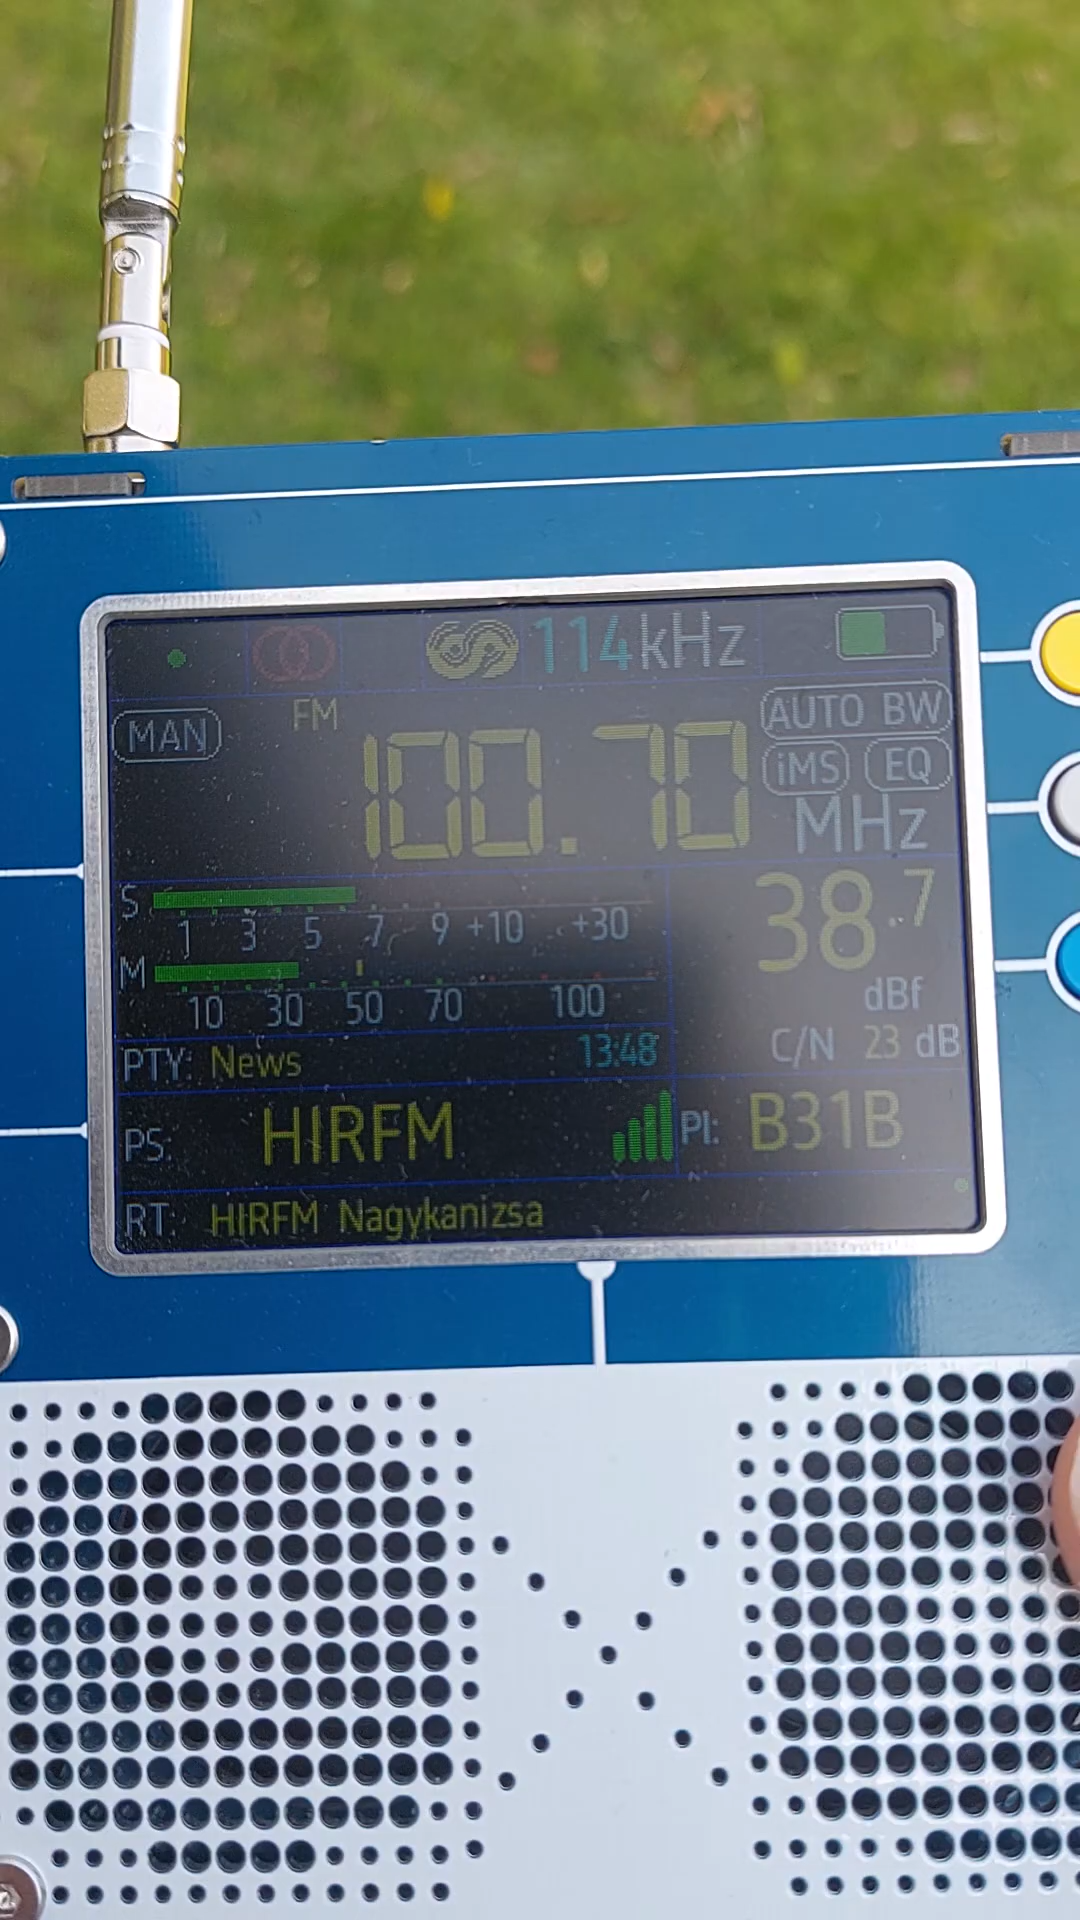 114kHz
MAN FM AUTO BW
100.70 iMS EQ
MHz
S 1 3 5 7 9 +10 +30
38.7
M 10 30 50 70 100
dBf
PTY: News 13:48 C/N 23 dB
PS: HIRFM PI: B31B
RT: HIRFM Nagykanizsa